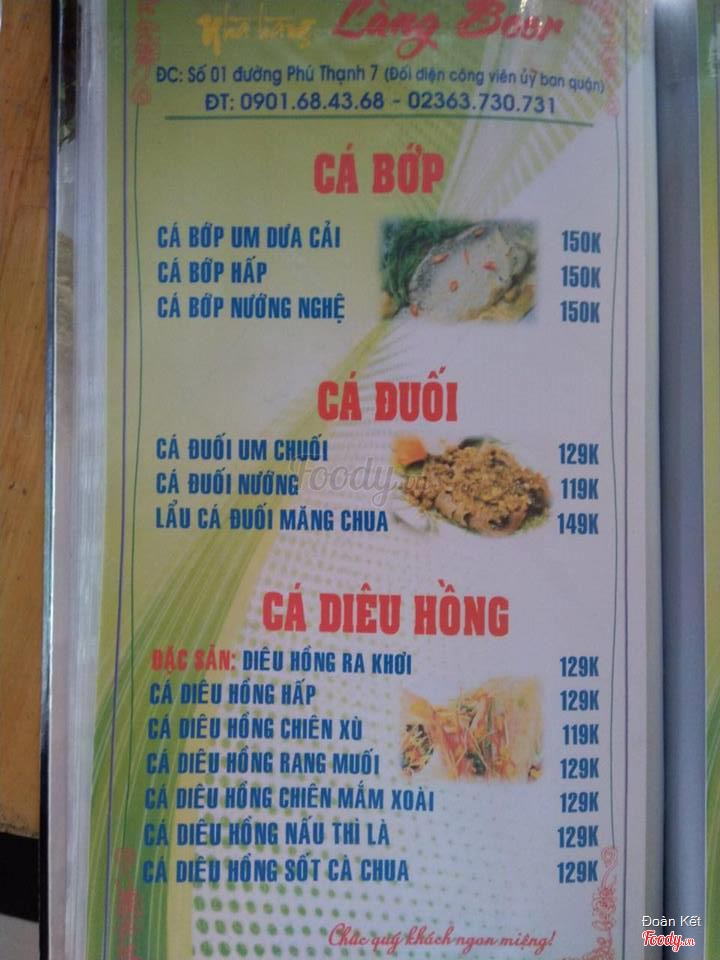 Nhà hàng Làng Beer
ĐC: Số 01 đường Phú Thạnh 7 (Đối diện công viên ủy ban quận)
ĐT: 0901.68.43.68 - 02363.730.731
CÁ BỚP
CÁ BỚP UM DƯA CẢI 150K
CÁ BỚP HẤP 150K
CÁ BỚP NƯỚNG NGHỆ 150K
CÁ ĐUỐI
CÁ ĐUỐI UM CHUỐI 129K
CÁ ĐUỐI NƯỚNG 119K
LẨU CÁ ĐUỐI MĂNG CHUA 149K
Foody.vn
CÁ DIÊU HỒNG
ĐẶC SẢN: DIÊU HỒNG RA KHƠI 129K
CÁ DIÊU HỒNG HẤP 129K
CÁ DIÊU HỒNG CHIÊN XÙ 119K
CÁ DIÊU HỒNG RANG MUỐI 129K
CÁ DIÊU HỒNG CHIÊN MẮM XOÀI 129K
CÁ DIÊU HỒNG NẤU THÌ LÀ 129K
CÁ DIÊU HỒNG SỐT CÀ CHUA 129K
Chúc quý khách ngon miệng!
Đoàn Kết
Foody.vn